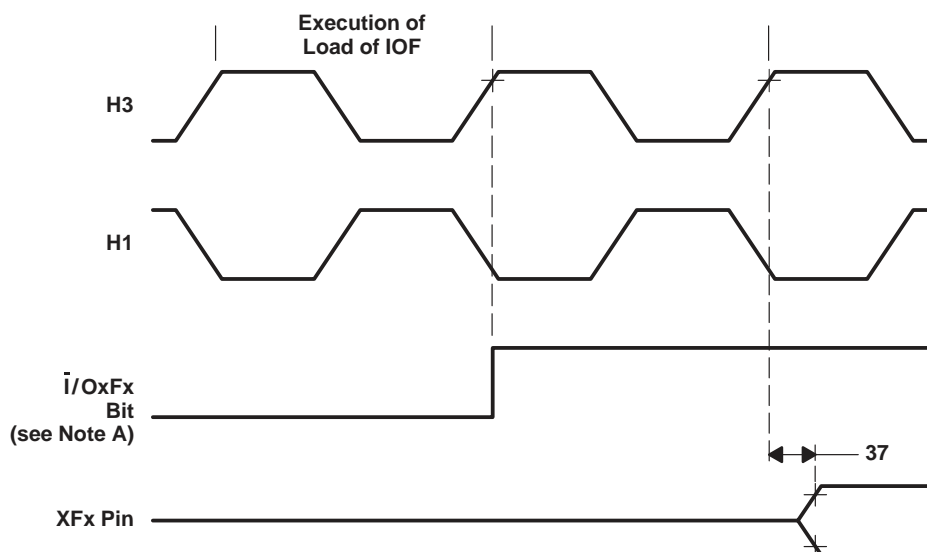 Execution of
Load of IOF
H3
H1
Ī/OxFx
Bit
(see Note A)
37
XFx Pin